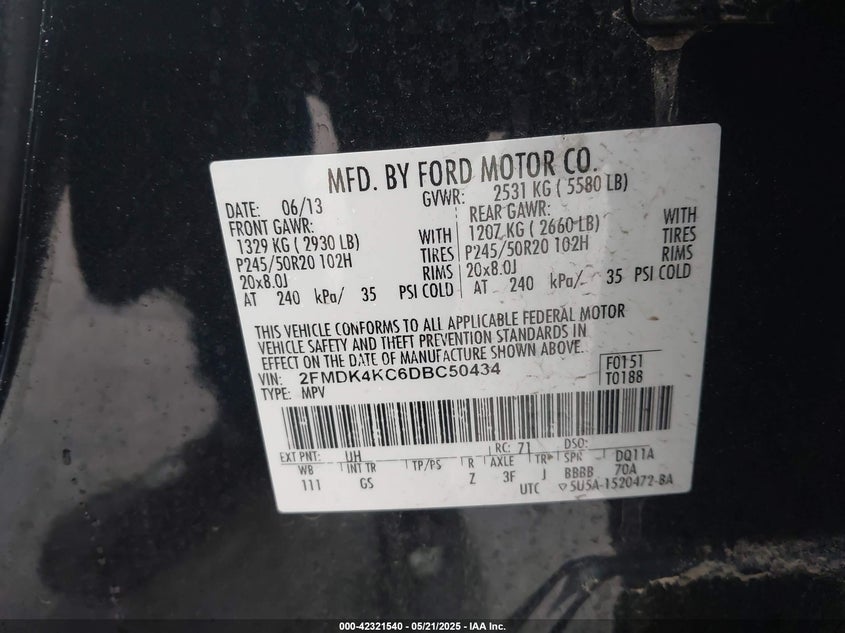 MFD. BY FORD MOTOR CO.
DATE: 06/13 GVWR: 2531 KG ( 5580 LB)
FRONT GAWR: REAR GAWR:
1329 KG ( 2930 LB) WITH 1207 KG ( 2660 LB) WITH
P245/50R20 102H TIRES P245/50R20 102H TIRES
20x8.0J RIMS 20x8.0J RIMS
AT 240 kPa/ 35 PSI COLD AT 240 kPa/ 35 PSI COLD
THIS VEHICLE CONFORMS TO ALL APPLICABLE FEDERAL MOTOR
VEHICLE SAFETY AND THEFT PREVENTION STANDARDS IN
EFFECT ON THE DATE OF MANUFACTURE SHOWN ABOVE.
VIN: 2FMDK4KC6DBC50434 F0151
TYPE: MPV T0188
EXT PNT: UH RC: 71 DSO:
WB INT TR TP/PS R AXLE TR SPR DQ11A
111 GS Z 3F J BBBB 70A
UTC 5U5A-1520472-BA
000-42321540 — 05/21/2025 — IAA Inc.